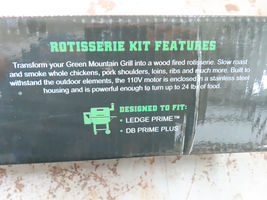 ROTISSERIE KIT FEATURES
Transform your Green Mountain Grill into a wood fired rotisserie. Slow roast
and smoke whole chickens, pork shoulders, loins, ribs and much more. Built to
withstand the outdoor elements, the 110V motor is enclosed in a stainless steel
housing and is powerful enough to turn up to 24 lbs of food.
DESIGNED TO FIT:
• LEDGE PRIME™
• DB PRIME PLUS